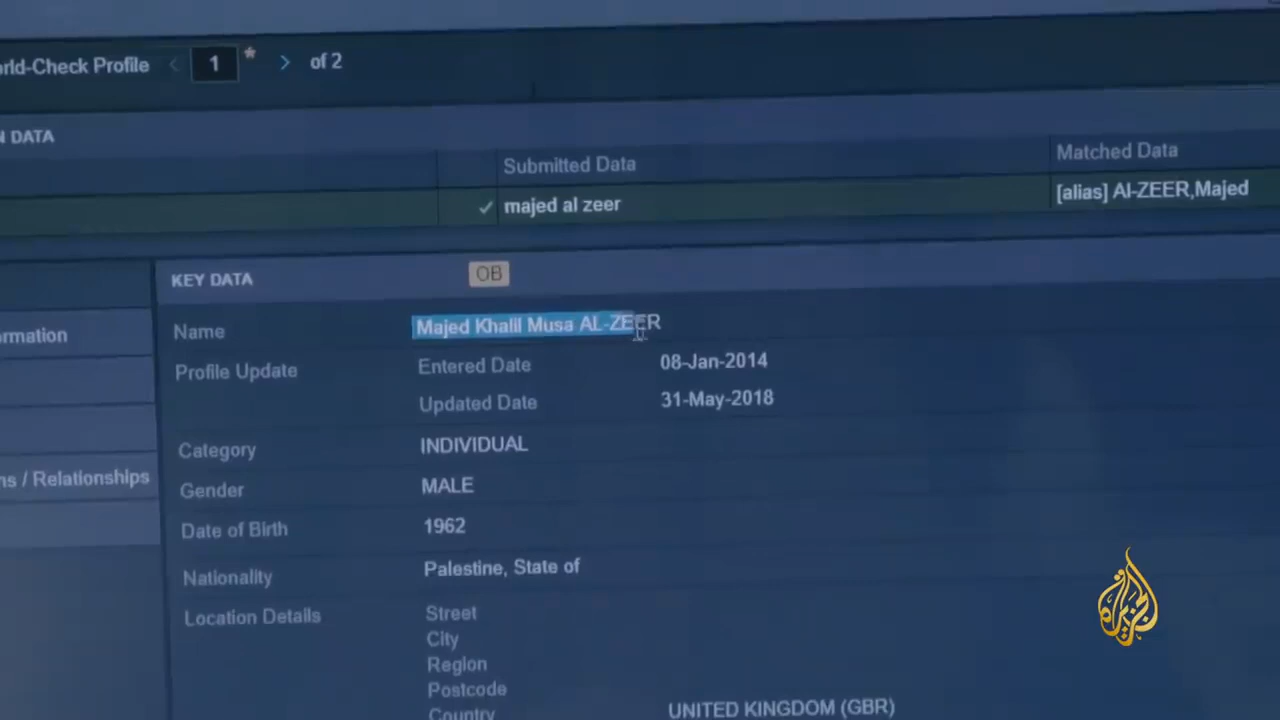 rld-Check Profile < 1 * > of 2
N DATA
Submitted Data Matched Data
✓ majed al zeer [alias] Al-ZEER,Majed
KEY DATA OB
rmation
Name Majed Khalil Musa AL-ZEER
Profile Update Entered Date 08-Jan-2014
Updated Date 31-May-2018
Category INDIVIDUAL
ns / Relationships
Gender MALE
Date of Birth 1962
Nationality Palestine, State of
Location Details Street
City
Region
Postcode
Country UNITED KINGDOM (GBR)
الجزيرة